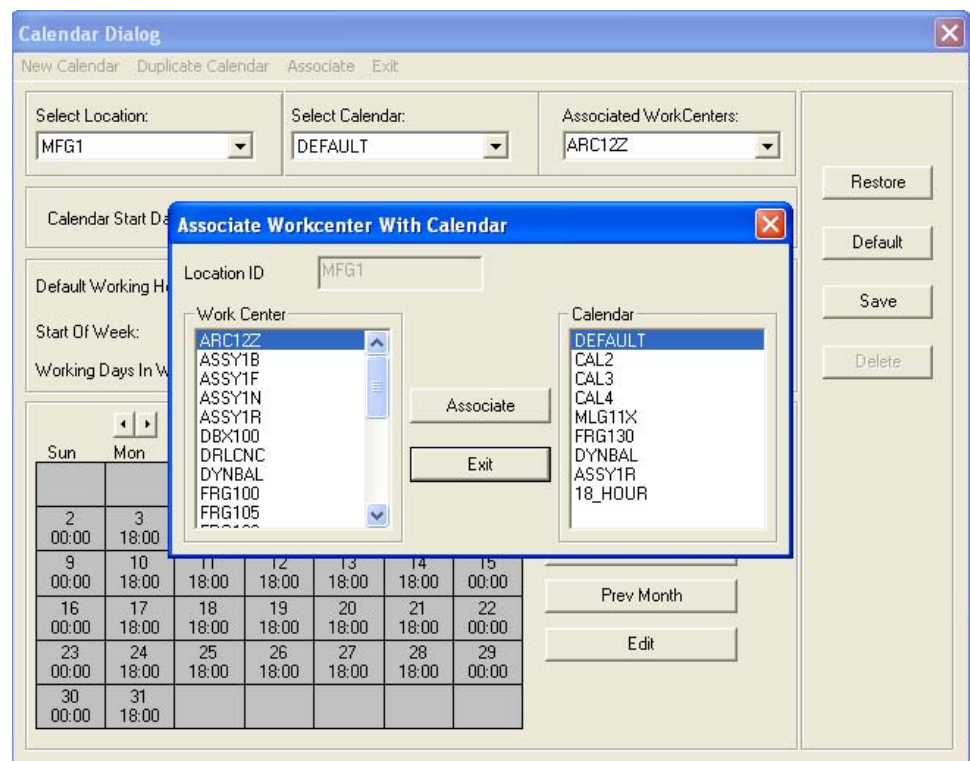 Calendar Dialog
New Calendar Duplicate Calendar Associate Exit
Select Location:
MFG1
Select Calendar:
DEFAULT
Associated WorkCenters:
ARC12Z
Restore
Default
Save
Delete
Calendar Start Da
Default Working Ho
Start Of Week:
Working Days In W
Associate Workcenter With Calendar
Location ID
MFG1
Work Center
ARC12Z
ASSY1B
ASSY1F
ASSY1N
ASSY1R
DBX100
DRLCNC
DYNBAL
FRG100
FRG105
Associate
Exit
Calendar
DEFAULT
CAL2
CAL3
CAL4
MLG11X
FRG130
DYNBAL
ASSY1R
18_HOUR
Sun Mon
2 3
00:00 18:00
9 10 11 12 13 14 15
00:00 18:00 18:00 18:00 18:00 18:00 00:00
16 17 18 19 20 21 22
00:00 18:00 18:00 18:00 18:00 18:00 00:00
23 24 25 26 27 28 29
00:00 18:00 18:00 18:00 18:00 18:00 00:00
30 31
00:00 18:00
Prev Month
Edit